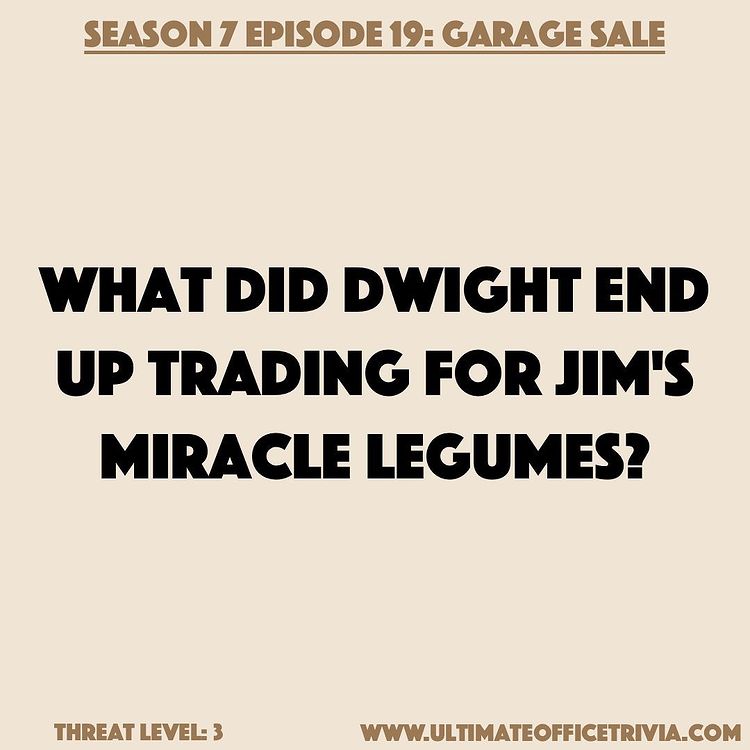 SEASON 7 EPISODE 19: GARAGE SALE
WHAT DID DWIGHT END
UP TRADING FOR JIM'S
MIRACLE LEGUMES?
THREAT LEVEL: 3
WWW.ULTIMATEOFFICETRIVIA.COM